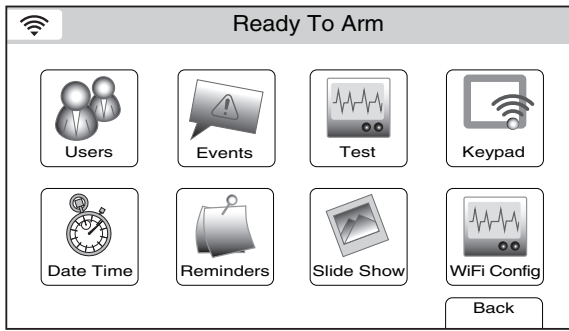 Ready To Arm
Users
Events
Test
Keypad
Date Time
Reminders
Slide Show
WiFi Config
Back